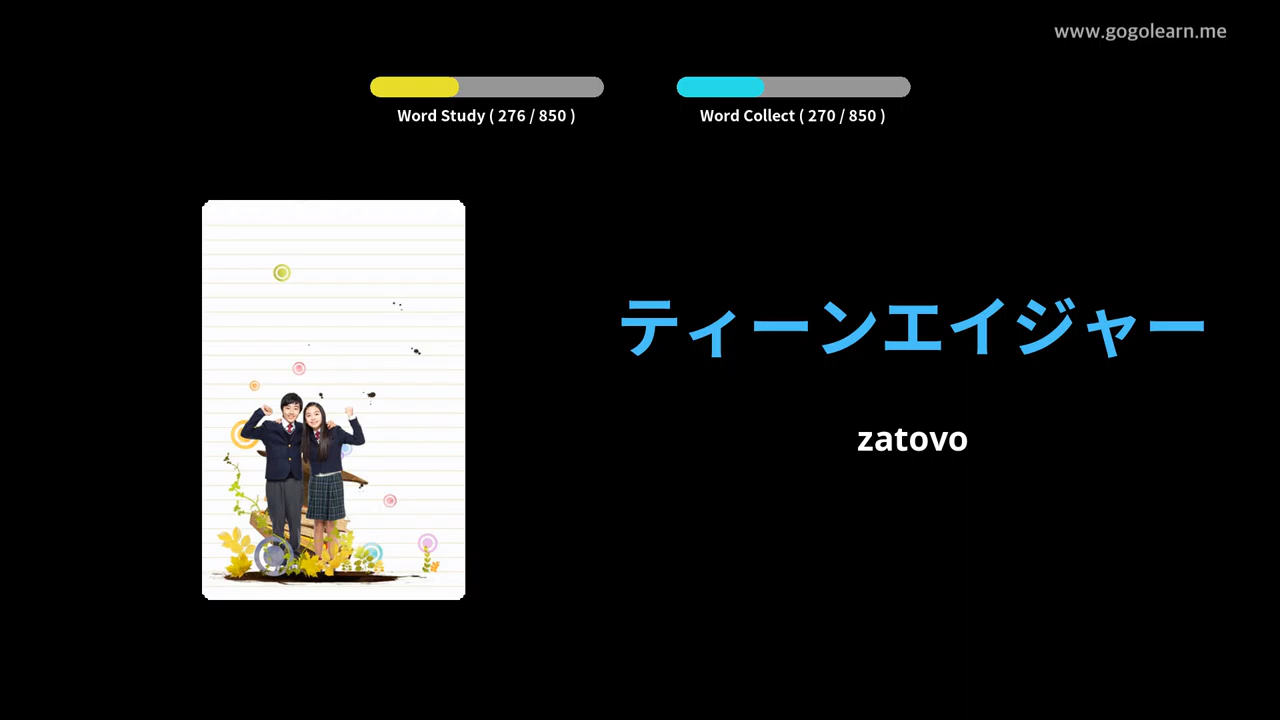 www.gogolearn.me
Word Study ( 276 / 850 )
Word Collect ( 270 / 850 )
ティーンエイジャー
zatovo